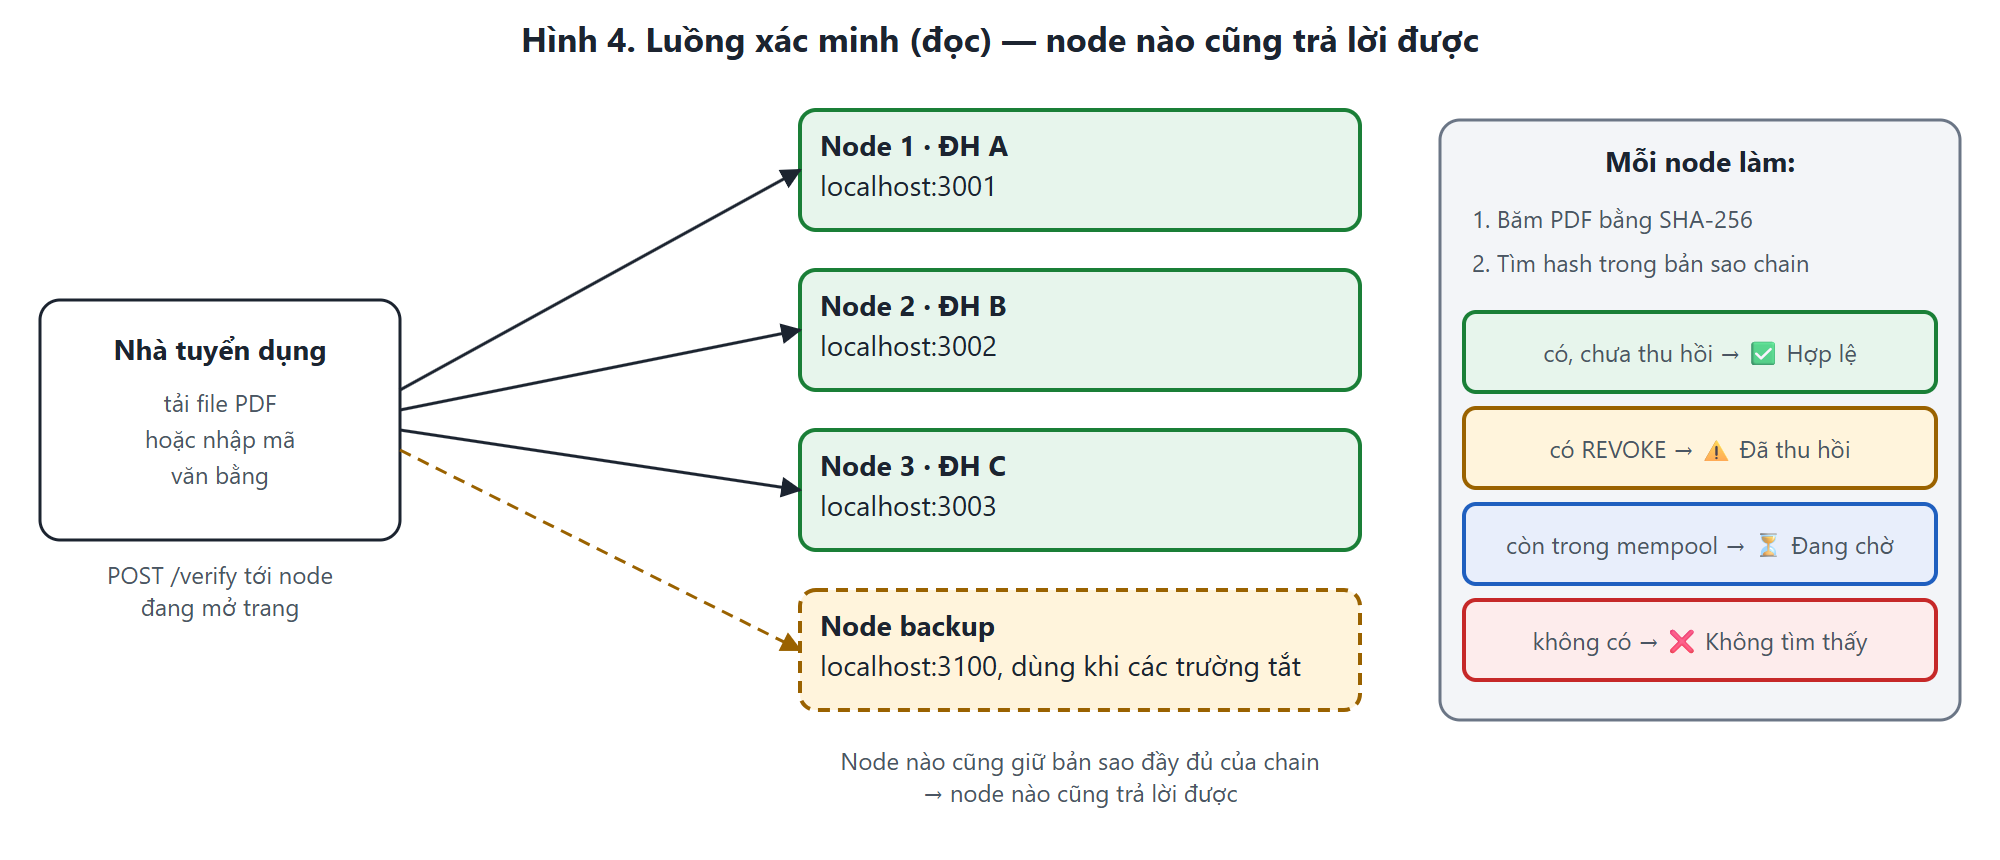 Hình 4. Luồng xác minh (đọc) — node nào cũng trả lời được
Nhà tuyển dụng
tải file PDF
hoặc nhập mã
văn bằng
POST /verify tới node
đang mở trang
Node 1 · ĐH A
localhost:3001
Node 2 · ĐH B
localhost:3002
Node 3 · ĐH C
localhost:3003
Node backup
localhost:3100, dùng khi các trường tắt
Node nào cũng giữ bản sao đầy đủ của chain
→ node nào cũng trả lời được
Mỗi node làm:
1. Băm PDF bằng SHA-256
2. Tìm hash trong bản sao chain
có, chưa thu hồi → ✅ Hợp lệ
có REVOKE → ⚠️ Đã thu hồi
còn trong mempool → ⏳ Đang chờ
không có → ❌ Không tìm thấy